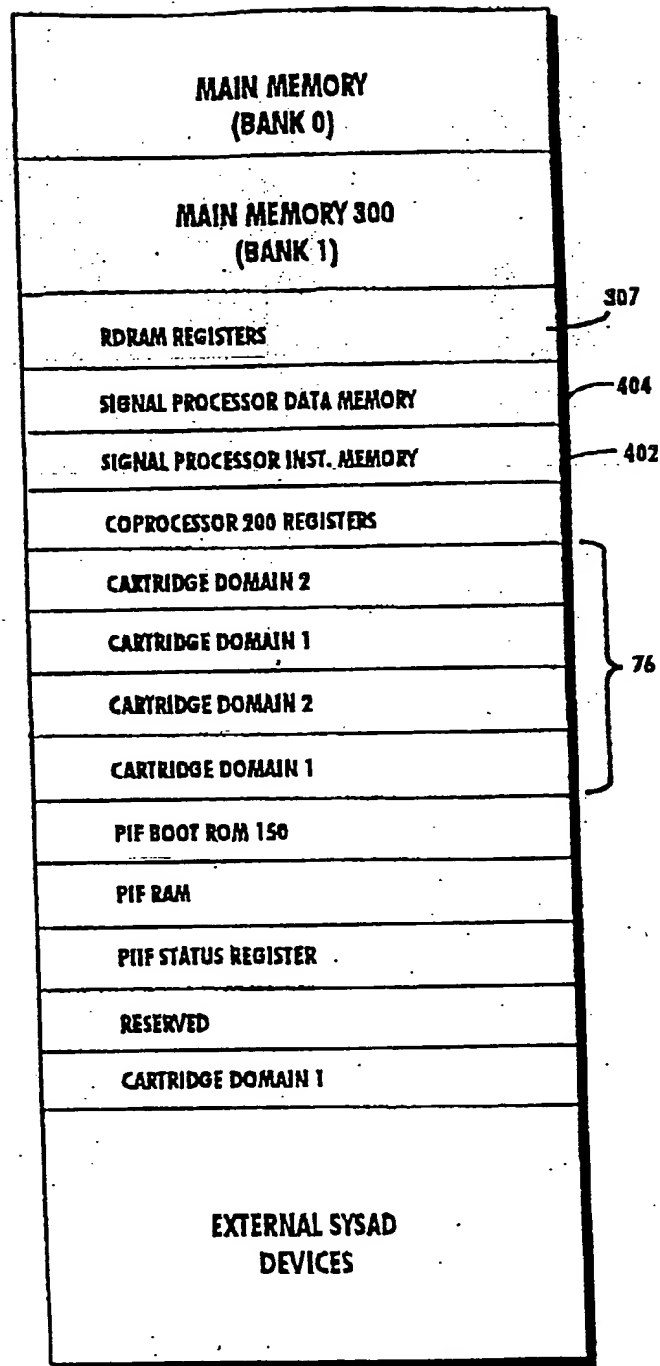 MAIN MEMORY
(BANK 0)
MAIN MEMORY 300
(BANK 1)
RDRAM REGISTERS
307
SIGNAL PROCESSOR DATA MEMORY
404
SIGNAL PROCESSOR INST. MEMORY
402
COPROCESSOR 200 REGISTERS
CARTRIDGE DOMAIN 2
CARTRIDGE DOMAIN 1
76
CARTRIDGE DOMAIN 2
CARTRIDGE DOMAIN 1
PIF BOOT ROM 150
PIF RAM
PIIF STATUS REGISTER
RESERVED
CARTRIDGE DOMAIN 1
EXTERNAL SYSAD
DEVICES